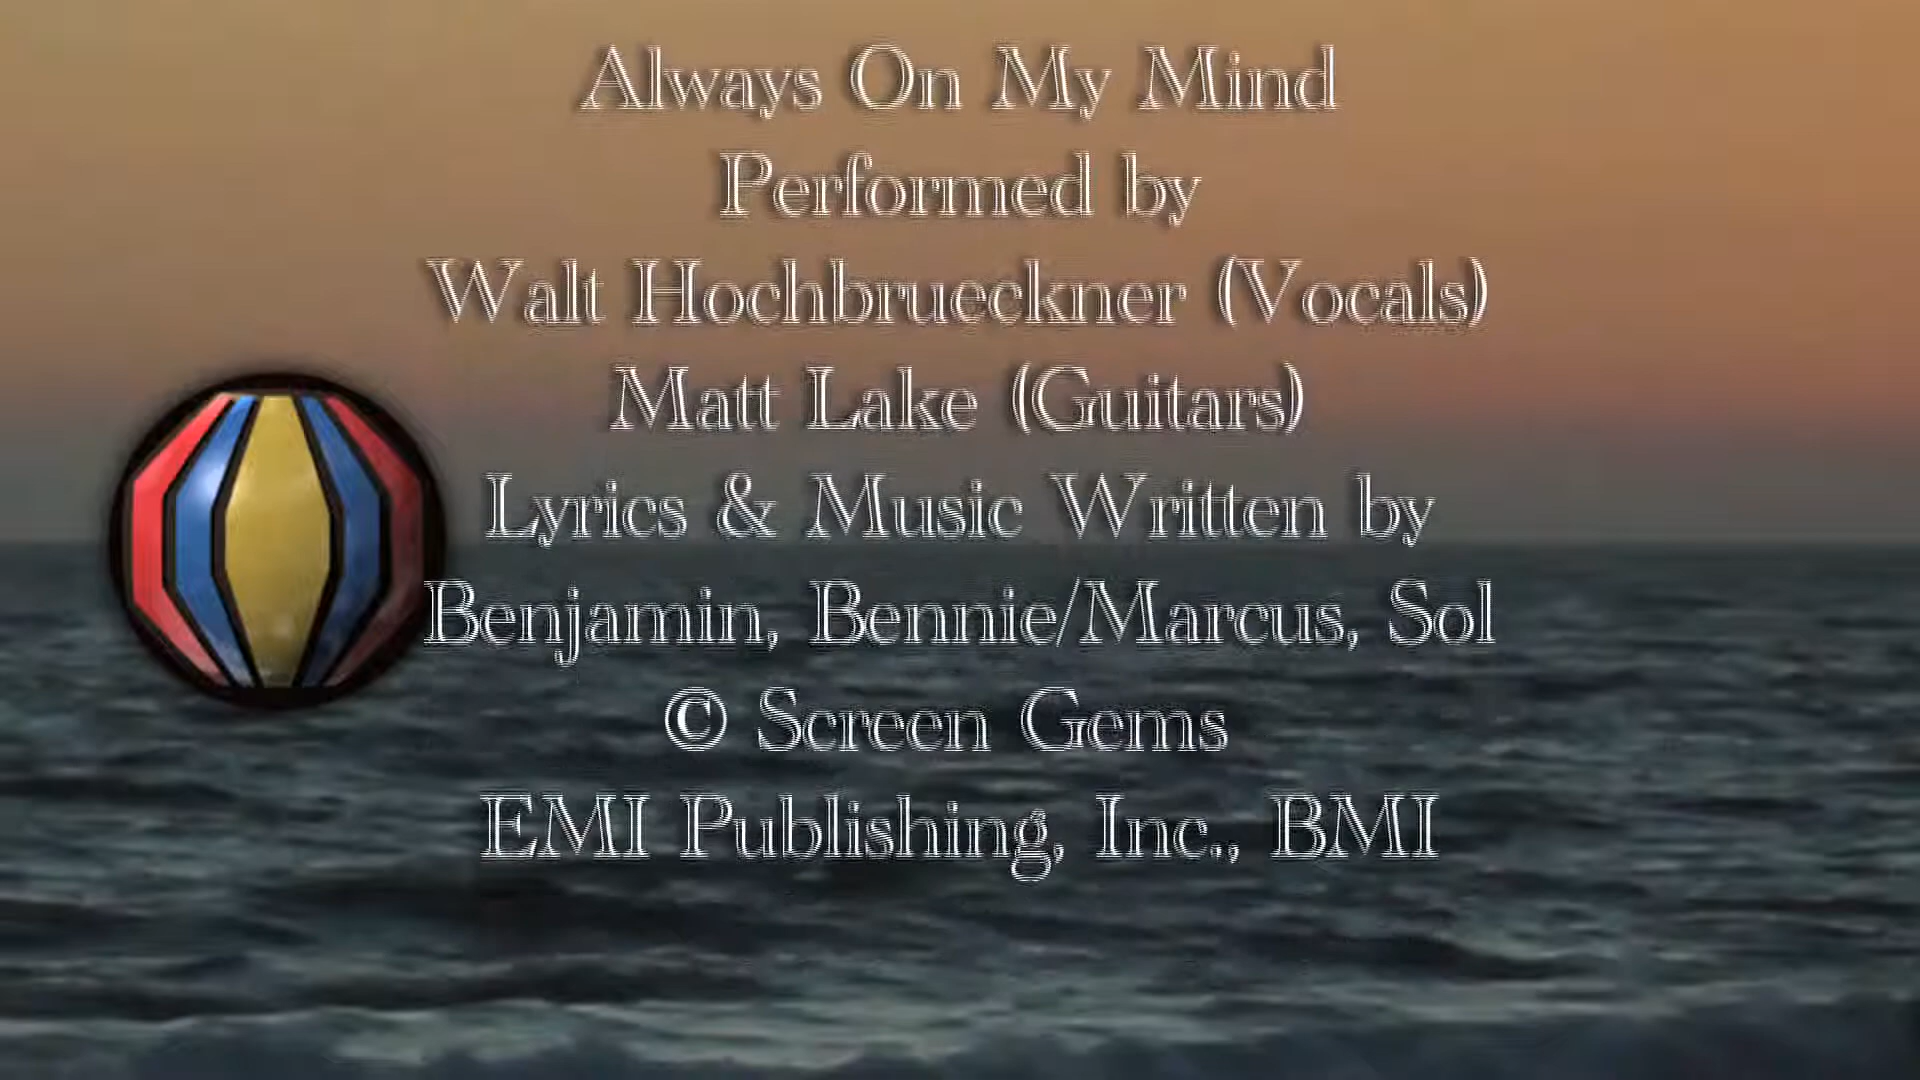 Always On My Mind
Performed by
Walt Hochbrueckner (Vocals)
Matt Lake (Guitars)
Lyrics & Music Written by
Benjamin, Bennie/Marcus, Sol
© Screen Gems
EMI Publishing, Inc., BMI